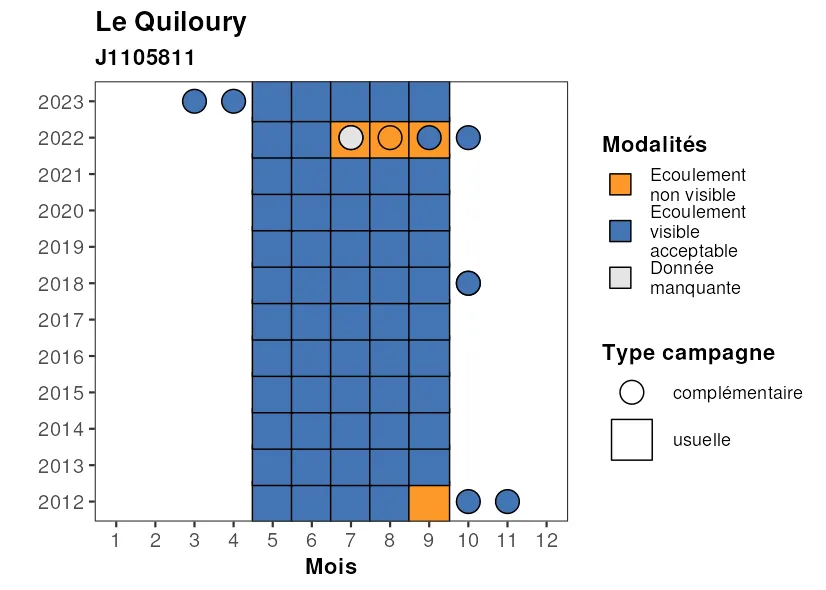 Le Quiloury
J1105811
2023
2022
2021
2020
2019
2018
2017
2016
2015
2014
2013
2012
1 2 3 4 5 6 7 8 9 10 11 12
Mois
Modalités
Ecoulement
non visible
Ecoulement
visible
acceptable
Donnée
manquante
Type campagne
complémentaire
usuelle